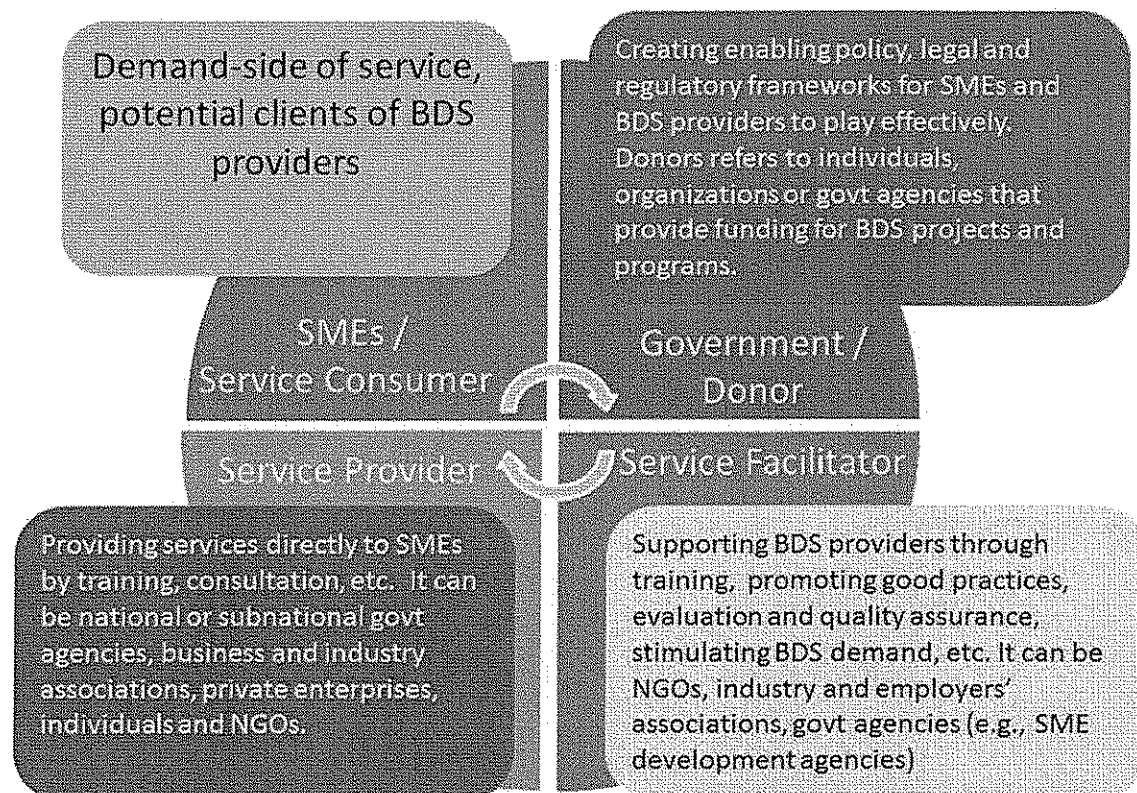 Demand-side of service,
potential clients of BDS
providers
Creating enabling policy, legal and
regulatory frameworks for SMEs and
BDS providers to play effectively.
Donors refers to individuals,
organizations or govt agencies that
provide funding for BDS projects and
programs.
SMEs /
Service Consumer
Government /
Donor
Service Provider
Service Facilitator
Providing services directly to SMEs
by training, consultation, etc. It can
be national or subnational govt
agencies, business and industry
associations, private enterprises,
individuals and NGOs.
Supporting BDS providers through
training, promoting good practices,
evaluation and quality assurance,
stimulating BDS demand, etc. It can be
NGOs, industry and employers'
associations, govt agencies (e.g., SME
development agencies)